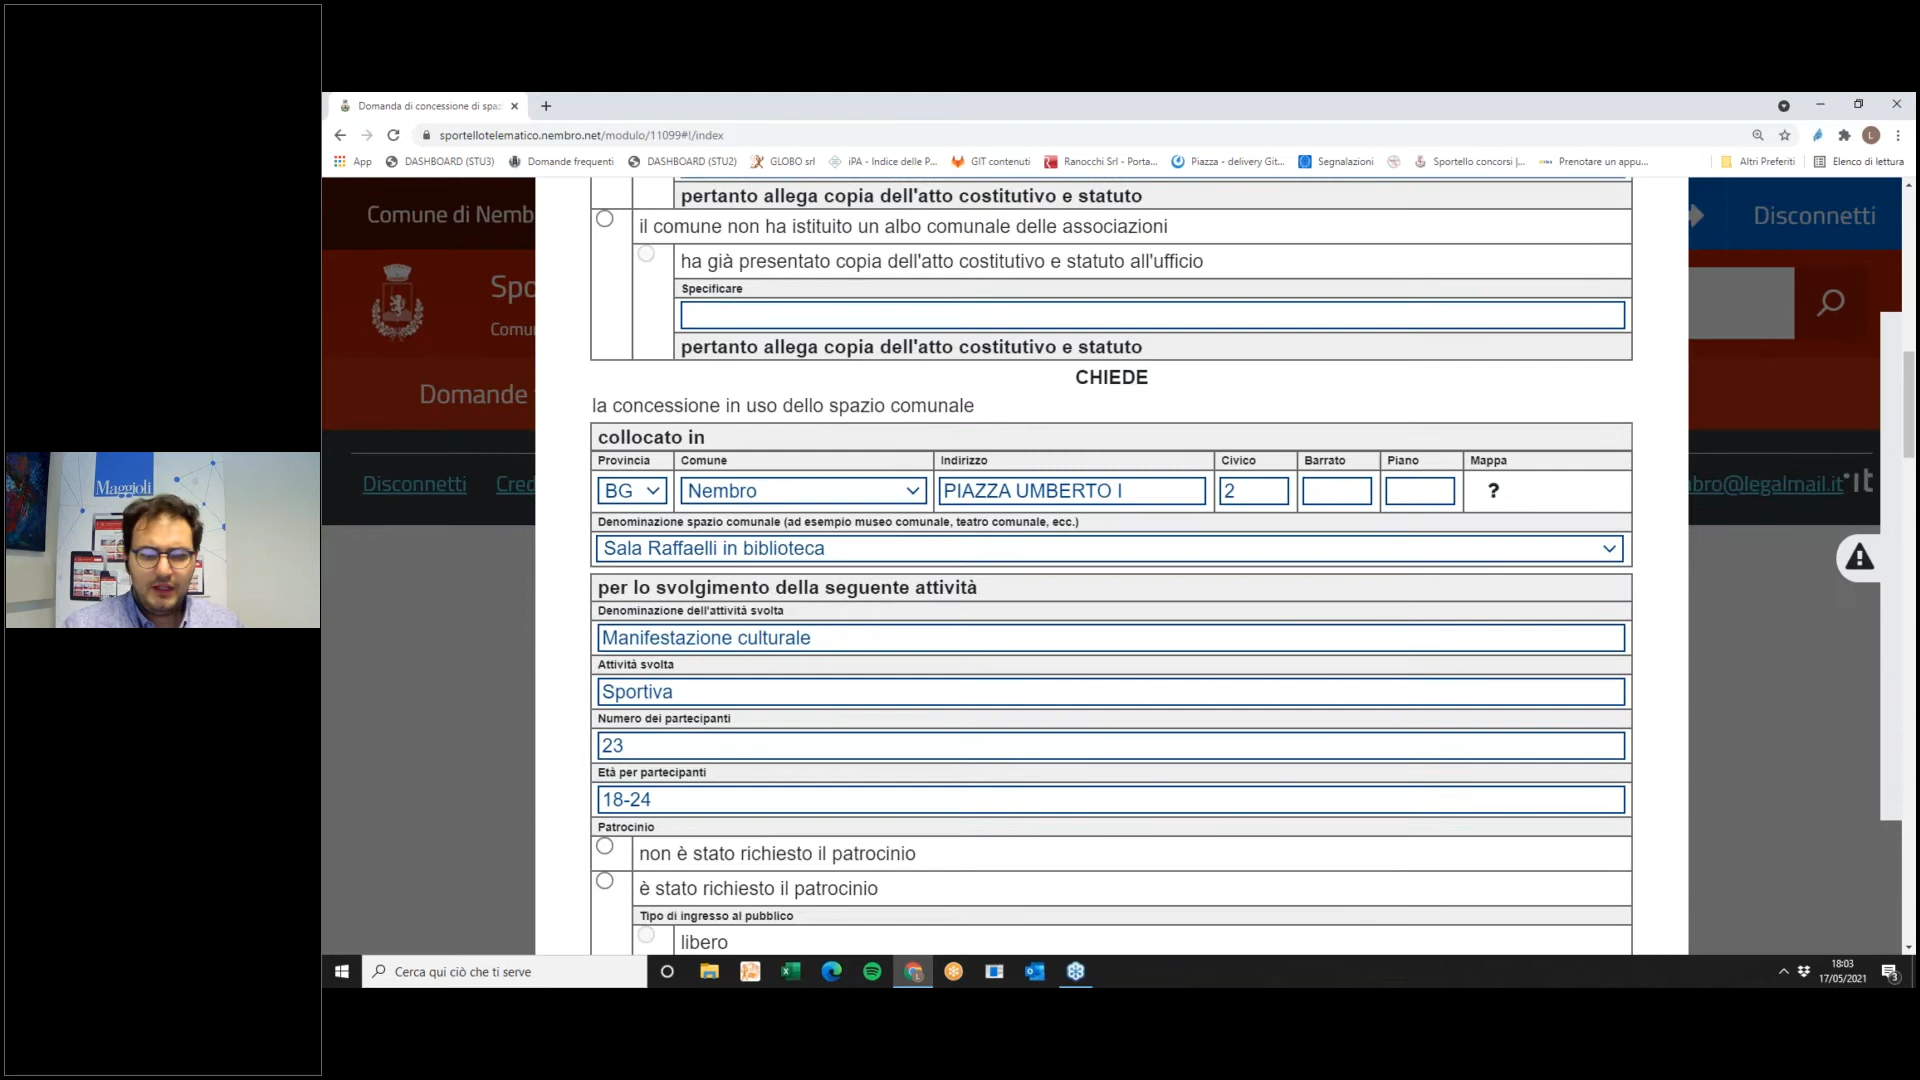 Domanda di concessione di spa
sportellotelematico.nembro.net/modulo/11099#!/index
App DASHBOARD (STU3) Domande frequenti DASHBOARD (STU2) GLOBO srl iPA - Indice delle P... GIT contenuti Ranocchi Srl - Porta... Piazza - delivery Git... Segnalazioni Sportello concorsi |... Prenotare un appu... Altri Preferiti Elenco di lettura
Comune di Nemb
Disconnetti
Spo
Comu
Domande
Disconnetti Cred
bro@legalmail.it
it
Maggioli
pertanto allega copia dell'atto costitutivo e statuto
il comune non ha istituito un albo comunale delle associazioni
ha già presentato copia dell'atto costitutivo e statuto all'ufficio
Specificare
pertanto allega copia dell'atto costitutivo e statuto
CHIEDE
la concessione in uso dello spazio comunale
collocato in
Provincia Comune Indirizzo Civico Barrato Piano Mappa
BG Nembro PIAZZA UMBERTO I 2 ?
Denominazione spazio comunale (ad esempio museo comunale, teatro comunale, ecc.)
Sala Raffaelli in biblioteca
per lo svolgimento della seguente attività
Denominazione dell'attività svolta
Manifestazione culturale
Attività svolta
Sportiva
Numero dei partecipanti
23
Età per partecipanti
18-24
Patrocinio
non è stato richiesto il patrocinio
è stato richiesto il patrocinio
Tipo di ingresso al pubblico
libero
Cerca qui ciò che ti serve
18:03
17/05/2021
3